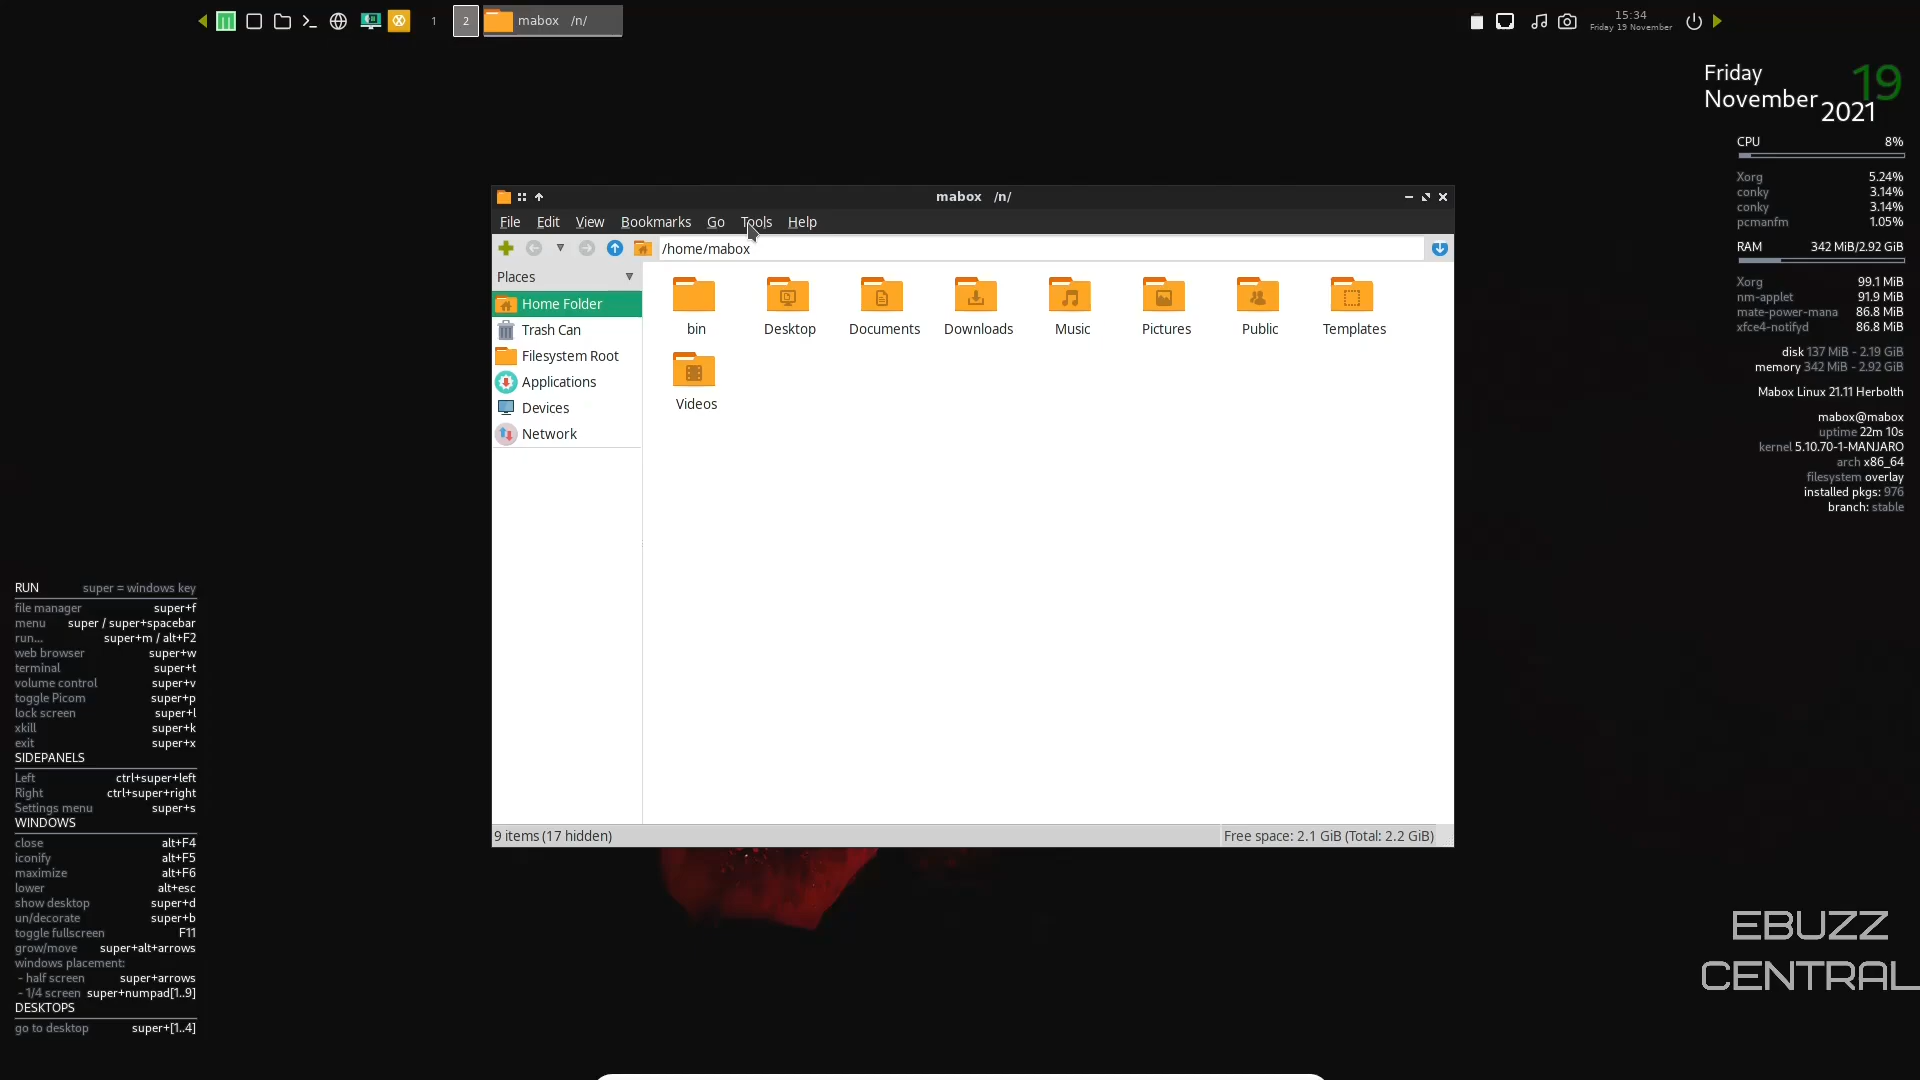 1
2
mabox /n/
15:34
Friday 19 November
Friday 19
November 2021
CPU 8%
Xorg 5.24%
conky 3.14%
conky 3.14%
pcmanfm 1.05%
RAM 342 MiB/2.92 GiB
Xorg 99.1 MiB
nm-applet 91.9 MiB
mate-power-mana 86.8 MiB
xfce4-notifyd 86.8 MiB
disk 137 MiB - 2.19 GiB
memory 342 MiB - 2.92 GiB
Mabox Linux 21.11 Herbolth
mabox@mabox
uptime 22m 10s
kernel 5.10.70-1-MANJARO
arch x86_64
filesystem overlay
installed pkgs: 976
branch: stable
mabox /n/
File Edit View Bookmarks Go Tools Help
/home/mabox
Places
Home Folder
Trash Can
Filesystem Root
Applications
Devices
Network
bin Desktop Documents Downloads Music Pictures Public Templates
Videos
9 items (17 hidden) Free space: 2.1 GiB (Total: 2.2 GiB)
RUN super = windows key
file manager super+f
menu super / super+spacebar
run... super+m / alt+F2
web browser super+w
terminal super+t
volume control super+v
toggle Picom super+p
lock screen super+l
xkill super+k
exit super+x
SIDEPANELS
Left ctrl+super+left
Right ctrl+super+right
Settings menu super+s
WINDOWS
close alt+F4
iconify alt+F5
maximize alt+F6
lower alt+esc
show desktop super+d
un/decorate super+b
toggle fullscreen F11
grow/move super+alt+arrows
windows placement:
- half screen super+arrows
- 1/4 screen super+numpad[1..9]
DESKTOPS
go to desktop super+[1..4]
EBUZZ
CENTRAL